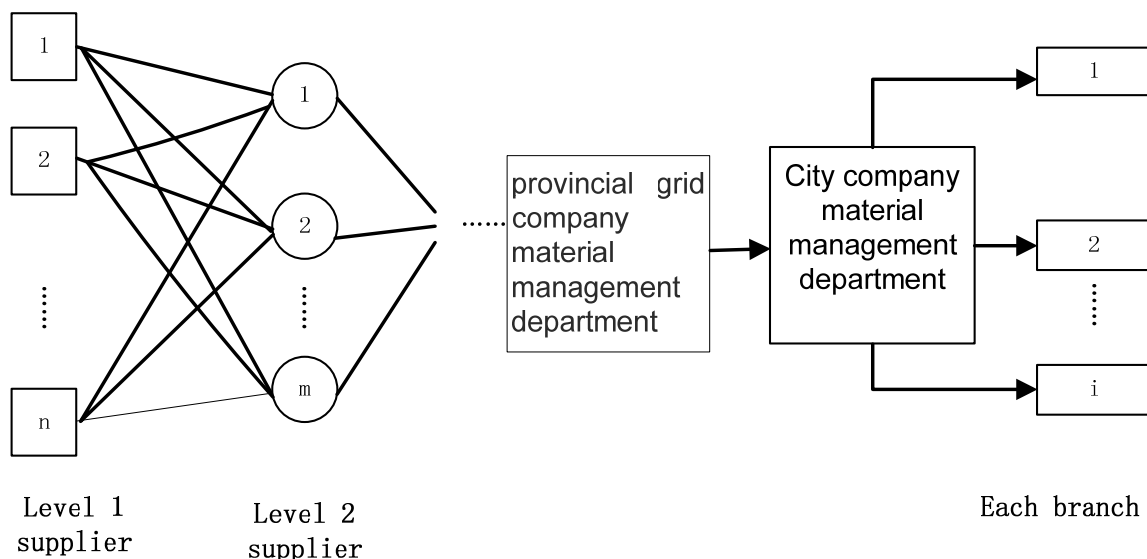 1
2
······
n
Level 1
supplier
1
2
······
m
Level 2
supplier
······
provincial grid
company
material
management
department
City company
material
management
department
1
2
······
i
Each branch